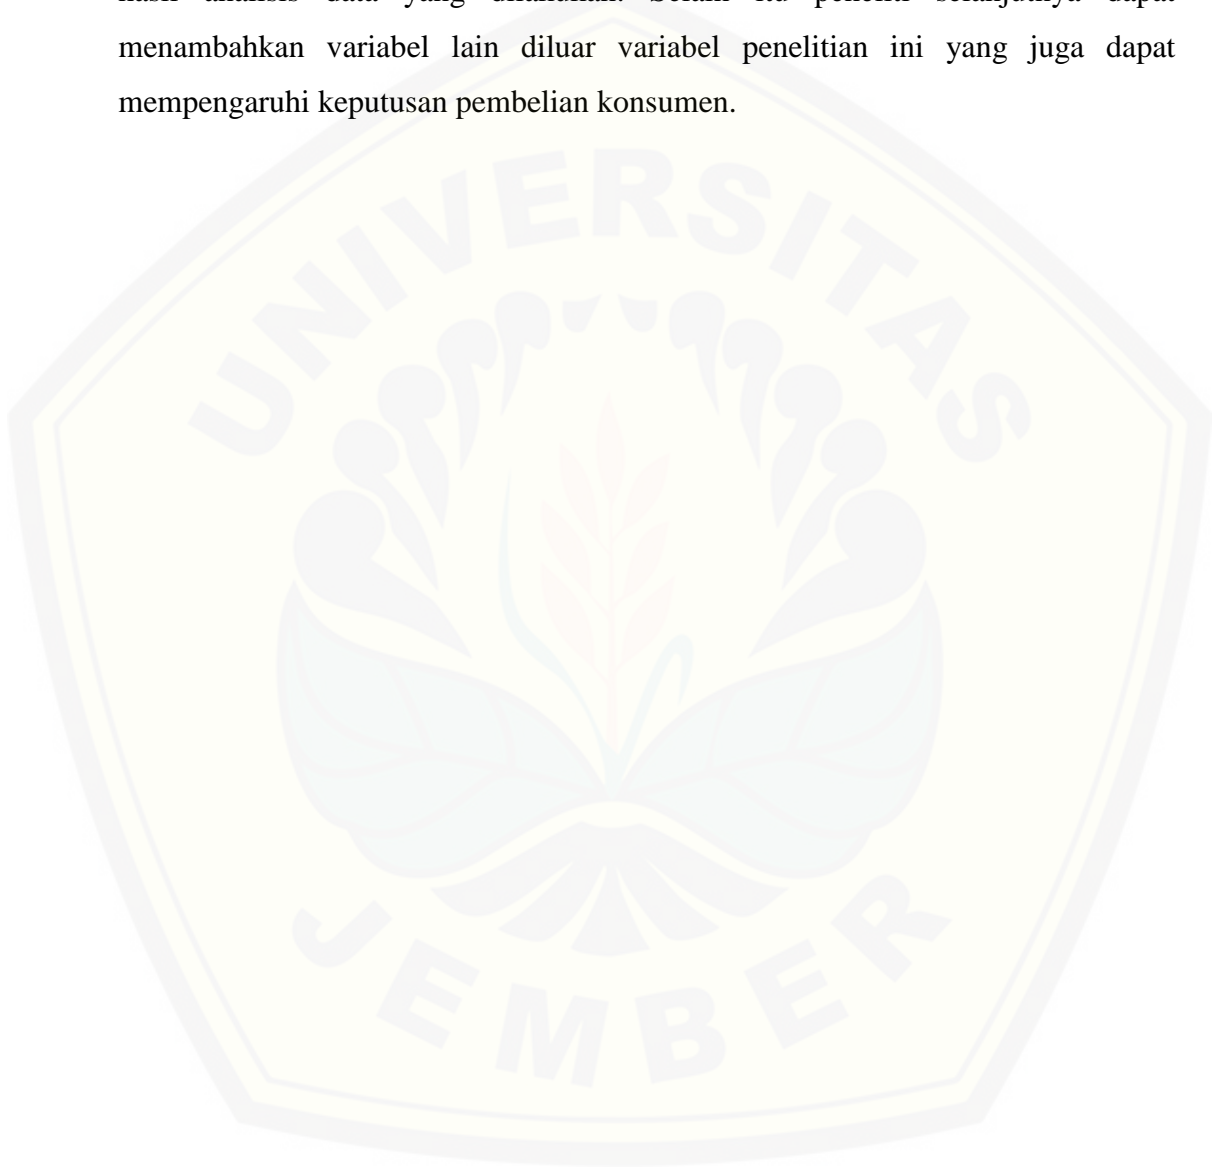 hasil analisis data yang dilakukan. Selain itu peneliti selanjutnya dapat
menambahkan variabel lain diluar variabel penelitian ini yang juga dapat
mempengaruhi keputusan pembelian konsumen.
UNIVERSITAS
JEMBER